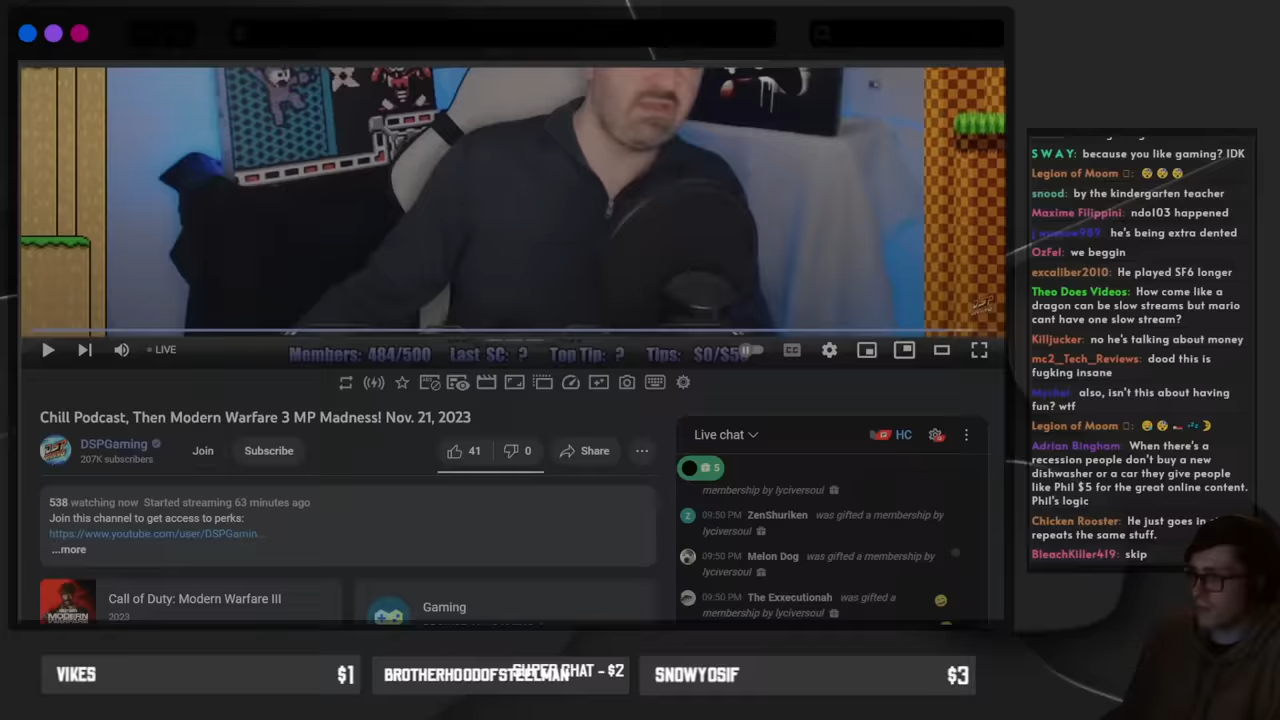 LIVE
Members: 484/500 Last SC: ? Top Tip: ? Tips: $0/$50
CC
Chill Podcast, Then Modern Warfare 3 MP Madness! Nov. 21, 2023
DSPGaming
207K subscribers
Join
Subscribe
41
0
Share
538 watching now Started streaming 63 minutes ago
Join this channel to get access to perks:
https://www.youtube.com/user/DSPGamin...
...more
Call of Duty: Modern Warfare III
2023
Gaming
Live chat
HC
5
membership by lyciversoul
09:50 PM ZenShuriken was gifted a membership by
lyciversoul
09:50 PM Melon Dog was gifted a membership by
lyciversoul
09:50 PM The Exxecutionah was gifted a
membership by lyciversoul
S W A Y: because you like gaming? IDK
Legion of Moom
snood: by the kindergarten teacher
Maxime Filippini: ndo103 happened
he's being extra dented
OzFel: we beggin
excaliber2010: He played SF6 longer
Theo Does Videos: How come like a
dragon can be slow streams but mario
cant have one slow stream?
Killjucker: no he's talking about money
mc2_Tech_Reviews: dood this is
fugking insane
also, isn't this about having
fun? wtf
Legion of Moom
Adrian Bingham: When there's a
recession people don't buy a new
dishwasher or a car they give people
like Phil $5 for the great online content.
Phil's logic
Chicken Rooster: He just goes in
repeats the same stuff.
BleachKiller419: skip
VIKES $1
BROTHERHOODOFSTEELMAN SUPER CHAT - $2
SNOWYOSIF $3